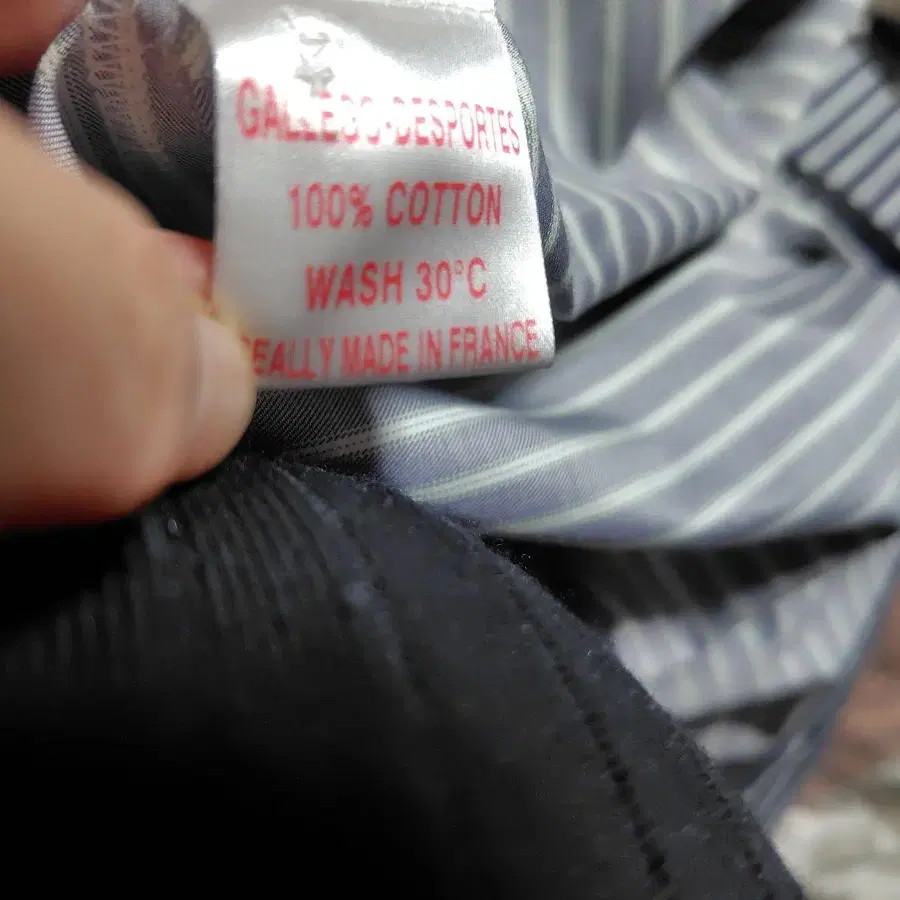 GALLEGO-DESPORTES
100% COTTON
WASH 30°C
REALLY MADE IN FRANCE